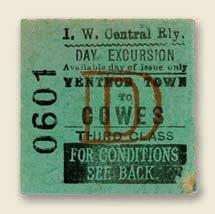 I. W. Central Rly.
DAY EXCURSION
Available day of issue only
VENTNOR TOWN
TO
COWES
THIRD CLASS
FOR CONDITIONS
SEE BACK.
D
0601